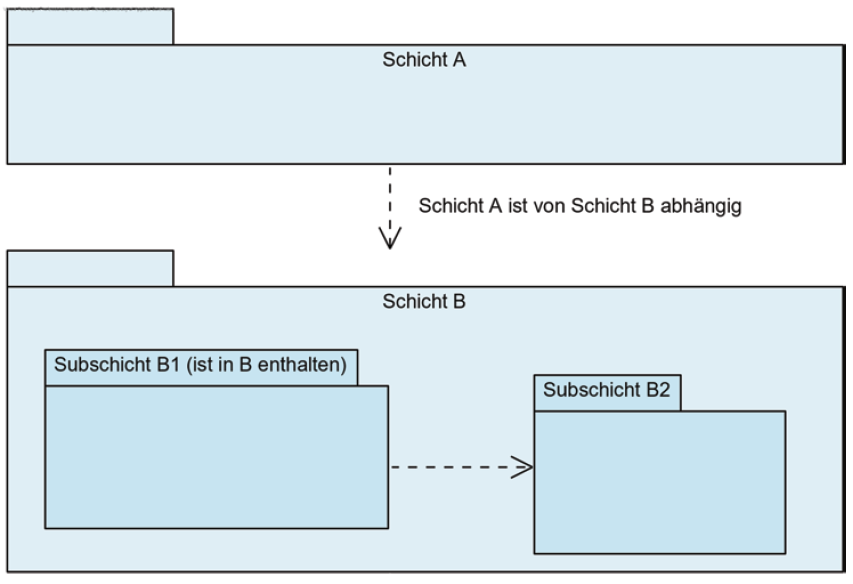 Schicht A
Schicht A ist von Schicht B abhängig
Schicht B
Subschicht B1 (ist in B enthalten)
Subschicht B2